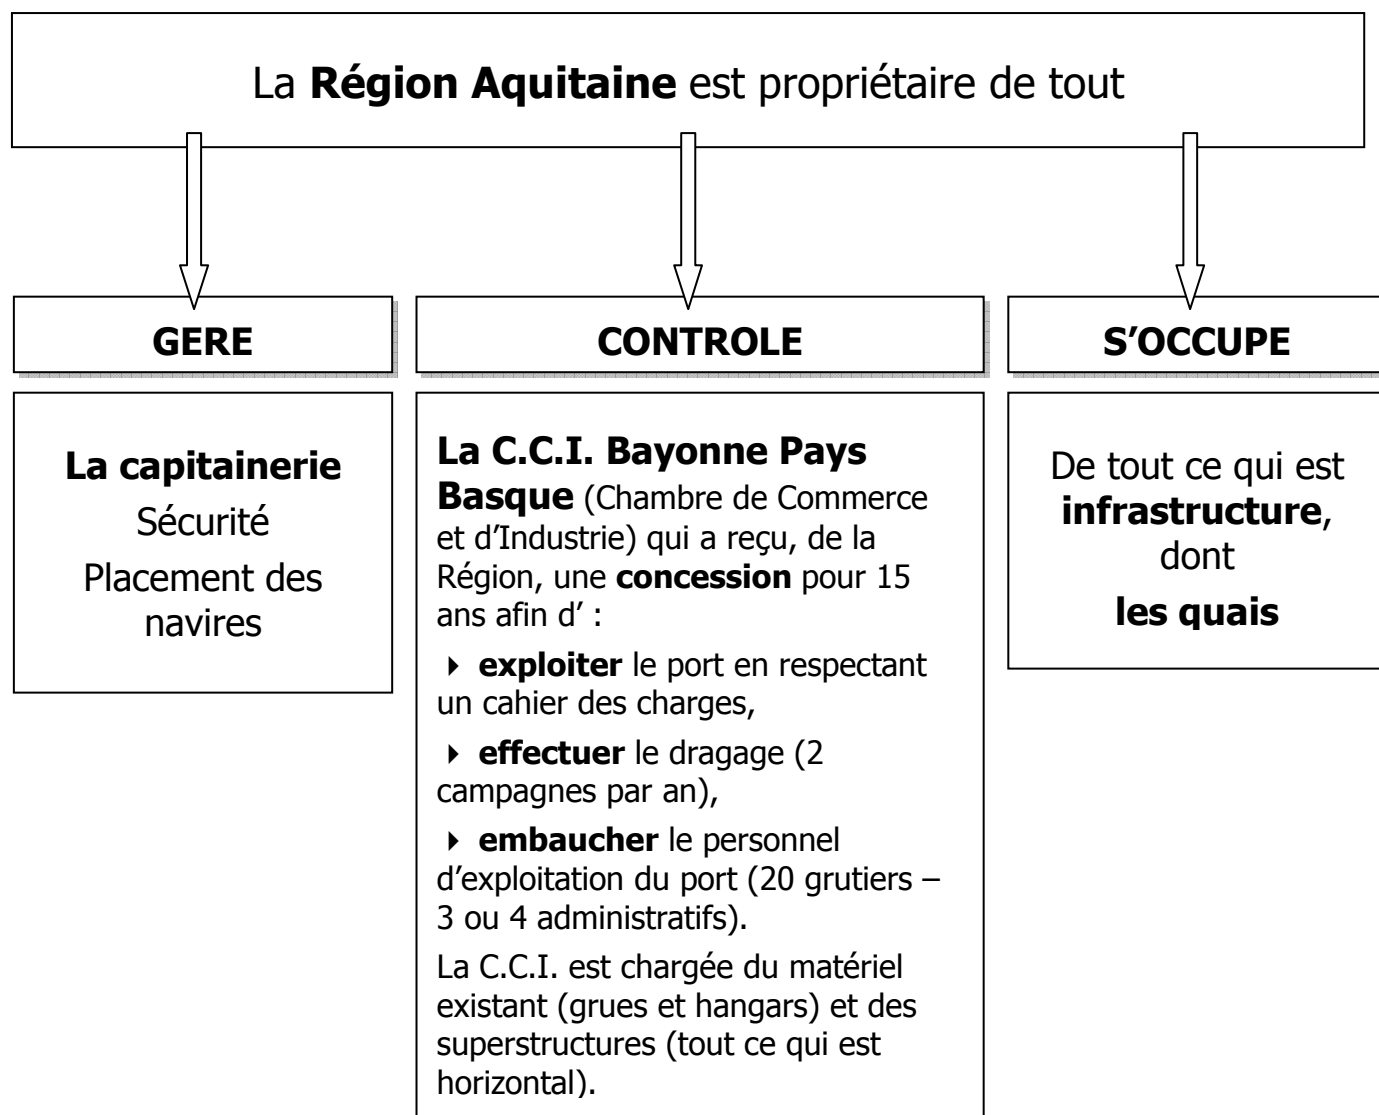 La Région Aquitaine est propriétaire de tout
GERE
CONTROLE
S’OCCUPE
La capitainerie
Sécurité
Placement des
navires
La C.C.I. Bayonne Pays
Basque (Chambre de Commerce
et d’Industrie) qui a reçu, de la
Région, une concession pour 15
ans afin d’ :
exploiter le port en respectant
un cahier des charges,
effectuer le dragage (2
campagnes par an),
embaucher le personnel
d’exploitation du port (20 grutiers –
3 ou 4 administratifs).
La C.C.I. est chargée du matériel
existant (grues et hangars) et des
superstructures (tout ce qui est
horizontal).
De tout ce qui est
infrastructure,
dont
les quais